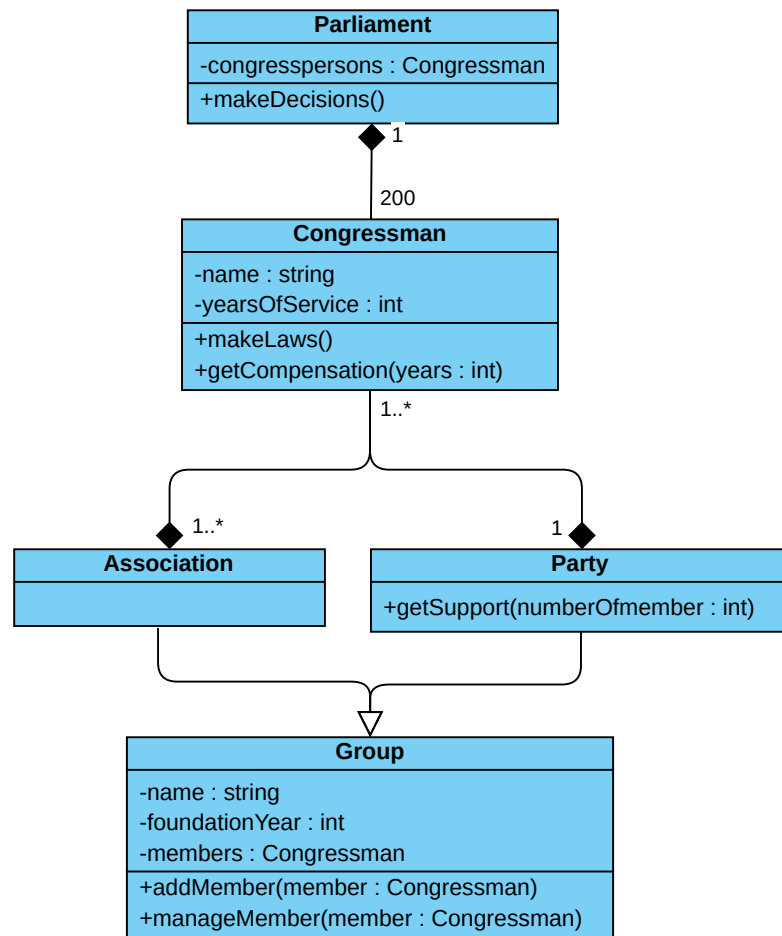 Parliament
-congresspersons : Congressman
+makeDecisions()
1
200
Congressman
-name : string
-yearsOfService : int
+makeLaws()
+getCompensation(years : int)
1..*
1..*
1
Association
Party
+getSupport(numberOfmember : int)
Group
-name : string
-foundationYear : int
-members : Congressman
+addMember(member : Congressman)
+manageMember(member : Congressman)